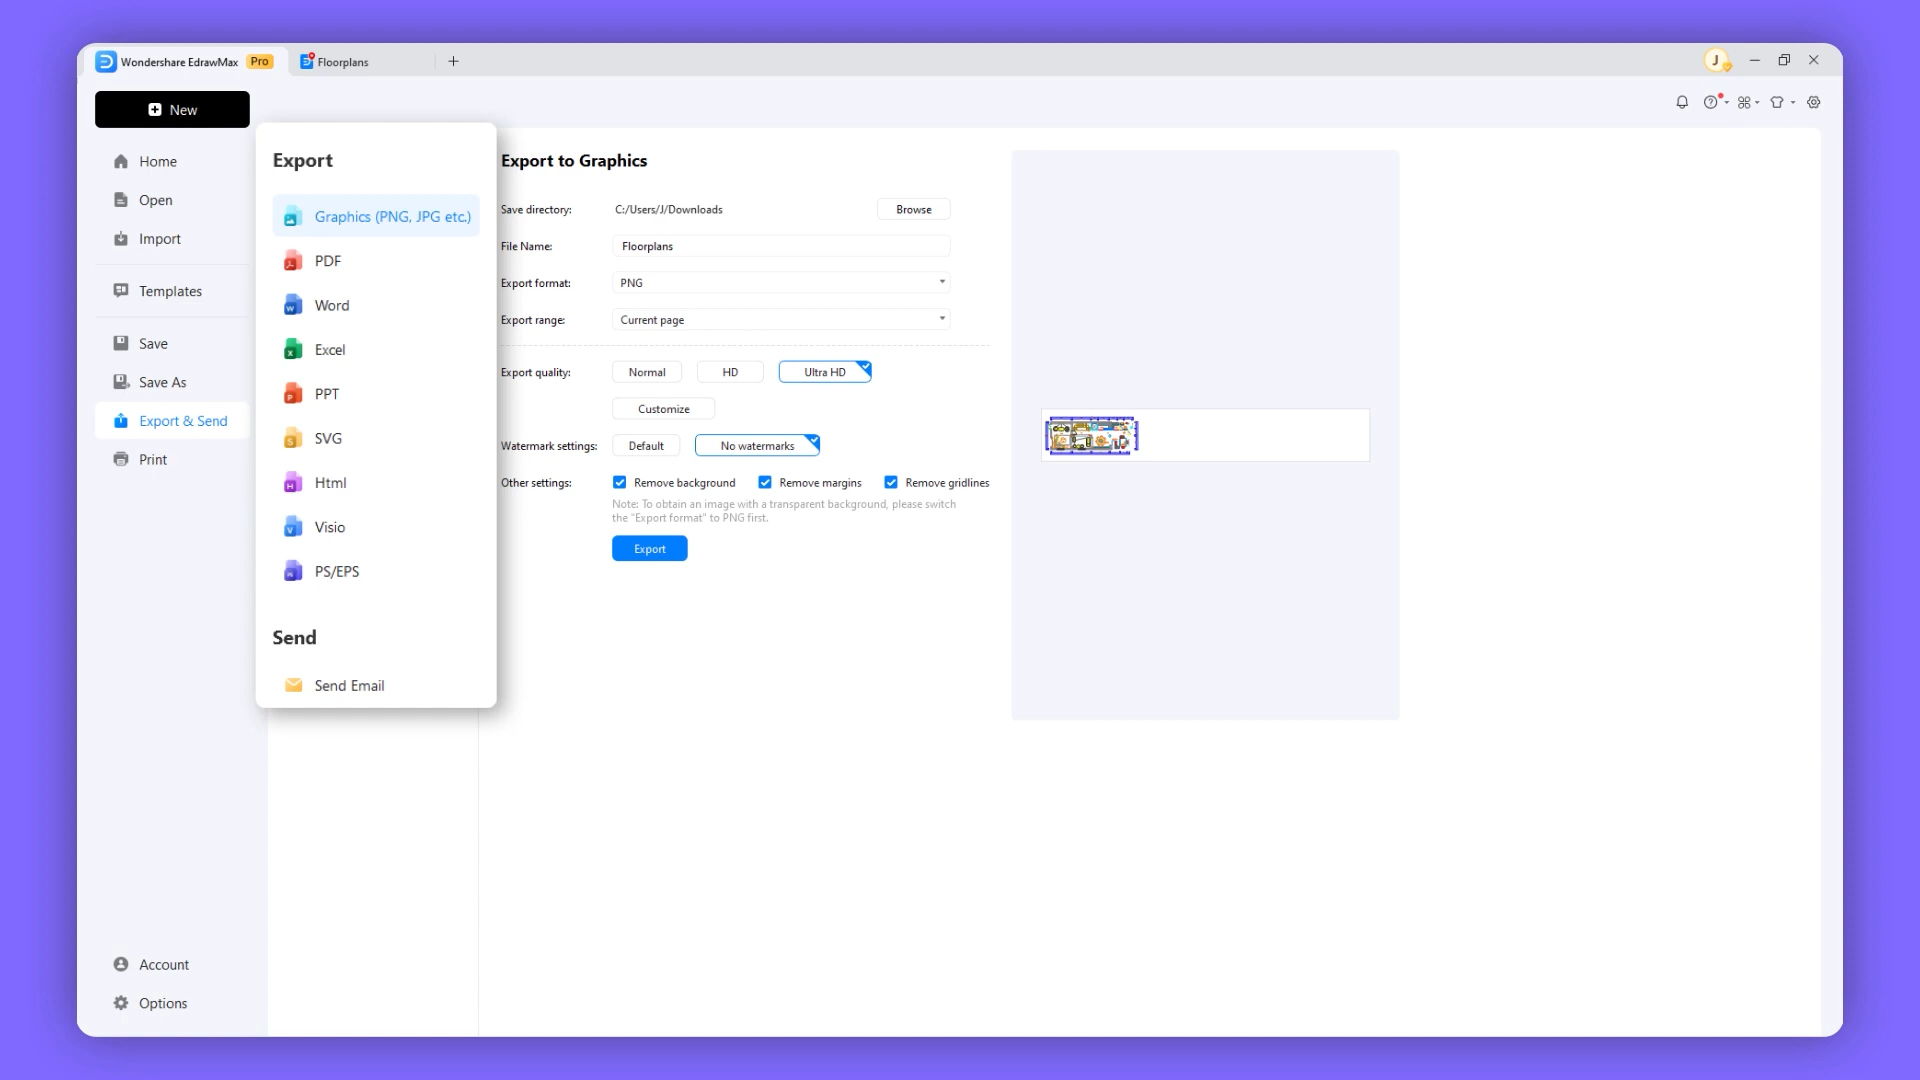 Wondershare EdrawMax Pro
Floorplans
J
New
Home
Open
Import
Templates
Save
Save As
Export & Send
Print
Account
Options
Export
Graphics (PNG, JPG etc.)
PDF
Word
Excel
PPT
SVG
Html
Visio
PS/EPS
Send
Send Email
Export to Graphics
Save directory: C:/Users/J/Downloads Browse
File Name: Floorplans
Export format: PNG
Export range: Current page
Export quality: Normal HD Ultra HD
Customize
Watermark settings: Default No watermarks
Other settings: Remove background Remove margins Remove gridlines
Note: To obtain an image with a transparent background, please switch
the "Export format" to PNG first.
Export